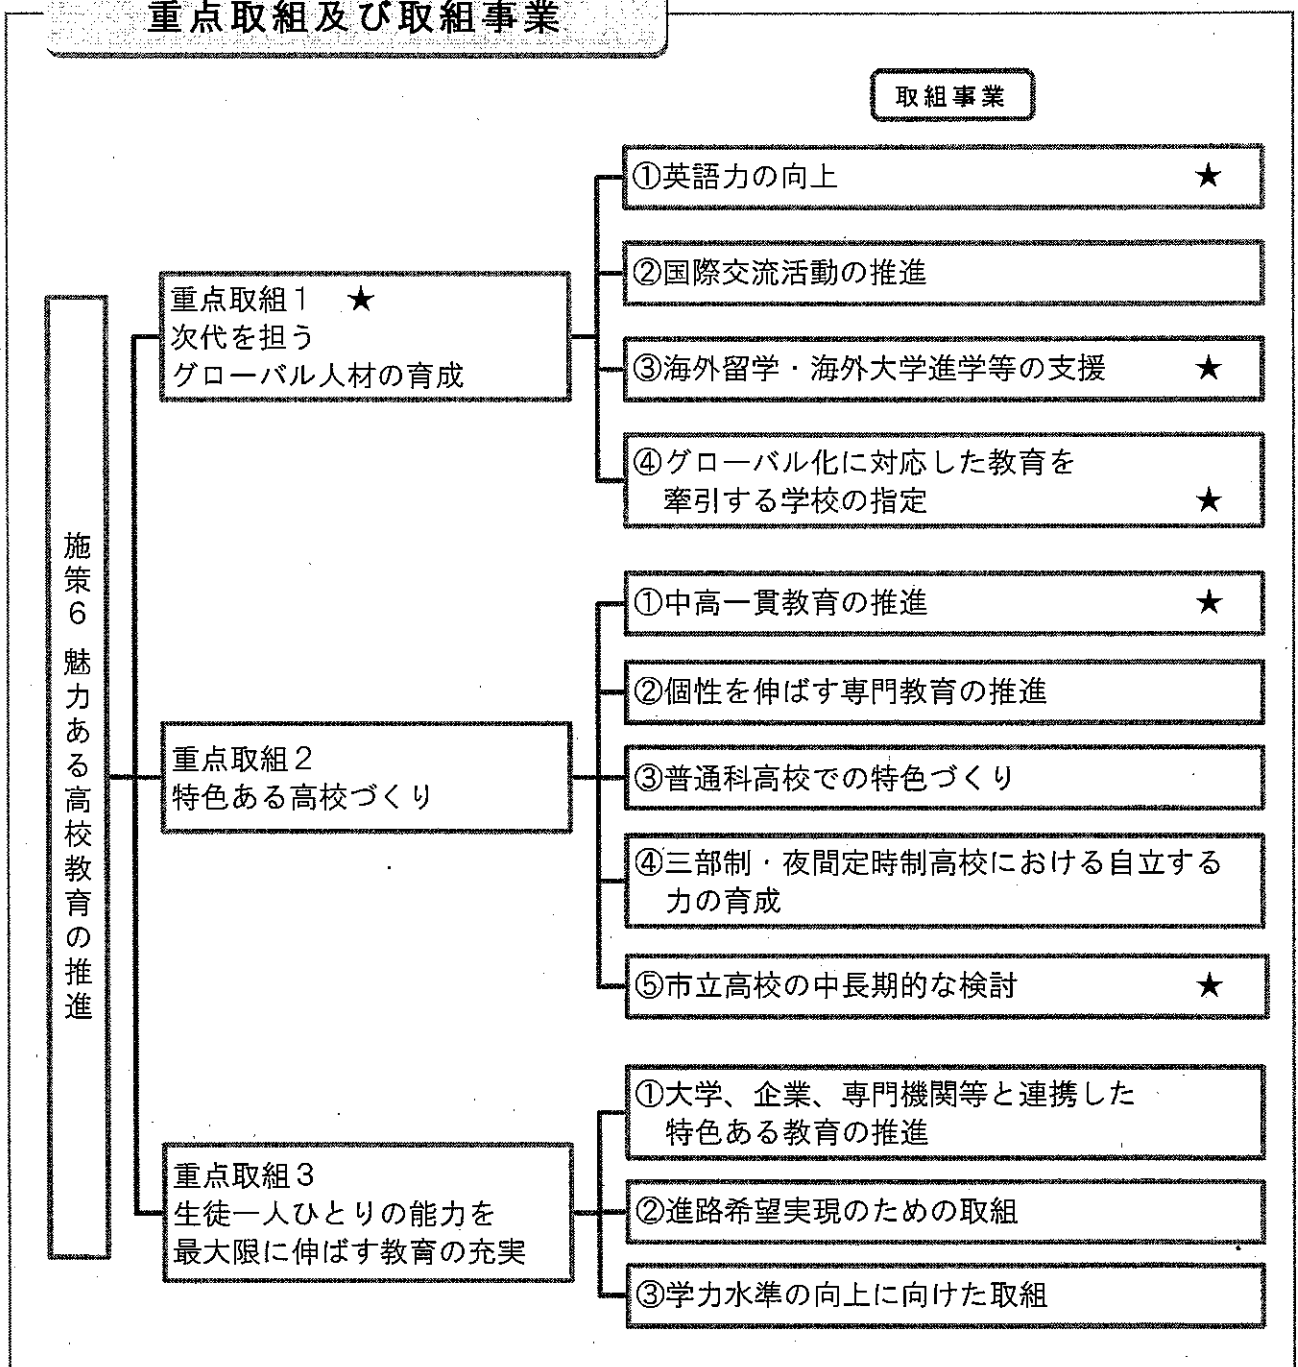 重点取組及び取組事業
取組事業
施策6 魅力ある高校教育の推進
重点取組1 ★
次代を担う
グローバル人材の育成
①英語力の向上 ★
②国際交流活動の推進
③海外留学・海外大学進学等の支援 ★
④グローバル化に対応した教育を
牽引する学校の指定 ★
重点取組2
特色ある高校づくり
①中高一貫教育の推進 ★
②個性を伸ばす専門教育の推進
③普通科高校での特色づくり
④三部制・夜間定時制高校における自立する
力の育成
⑤市立高校の中長期的な検討 ★
重点取組3
生徒一人ひとりの能力を
最大限に伸ばす教育の充実
①大学、企業、専門機関等と連携した
特色ある教育の推進
②進路希望実現のための取組
③学力水準の向上に向けた取組